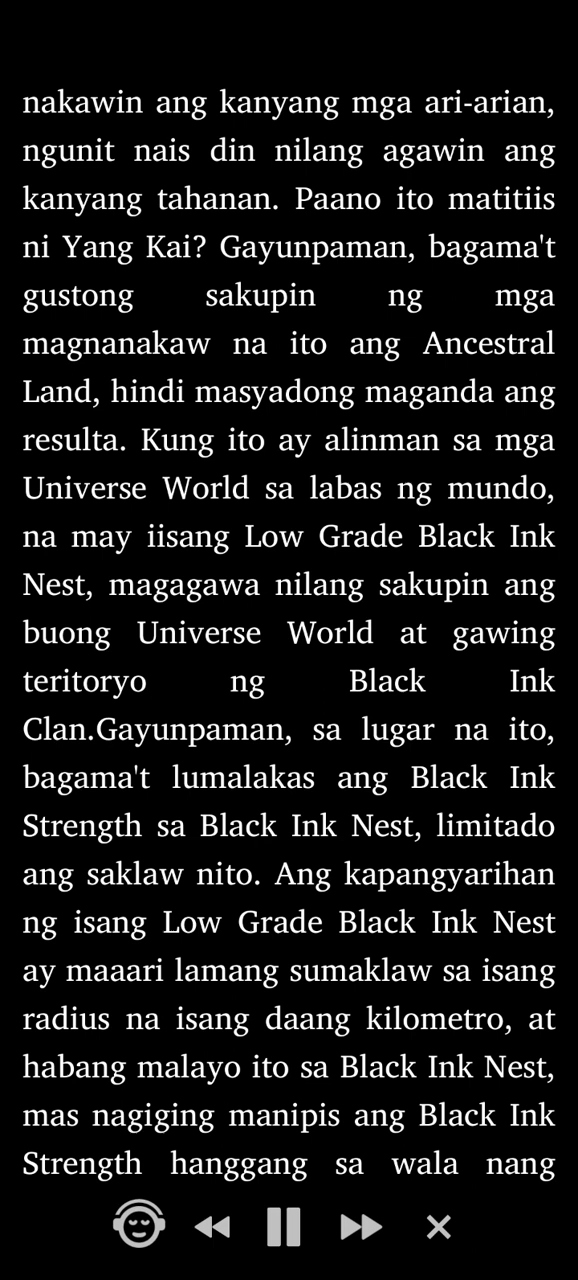 nakawin ang kanyang mga ari-arian,
ngunit nais din nilang agawin ang
kanyang tahanan. Paano ito matitiis
ni Yang Kai? Gayunpaman, bagama't
gustong sakupin ng mga
magnanakaw na ito ang Ancestral
Land, hindi masyadong maganda ang
resulta. Kung ito ay alinman sa mga
Universe World sa labas ng mundo,
na may iisang Low Grade Black Ink
Nest, magagawa nilang sakupin ang
buong Universe World at gawing
teritoryo ng Black Ink
Clan.Gayunpaman, sa lugar na ito,
bagama't lumalakas ang Black Ink
Strength sa Black Ink Nest, limitado
ang saklaw nito. Ang kapangyarihan
ng isang Low Grade Black Ink Nest
ay maaari lamang sumaklaw sa isang
radius na isang daang kilometro, at
habang malayo ito sa Black Ink Nest,
mas nagiging manipis ang Black Ink
Strength hanggang sa wala nang